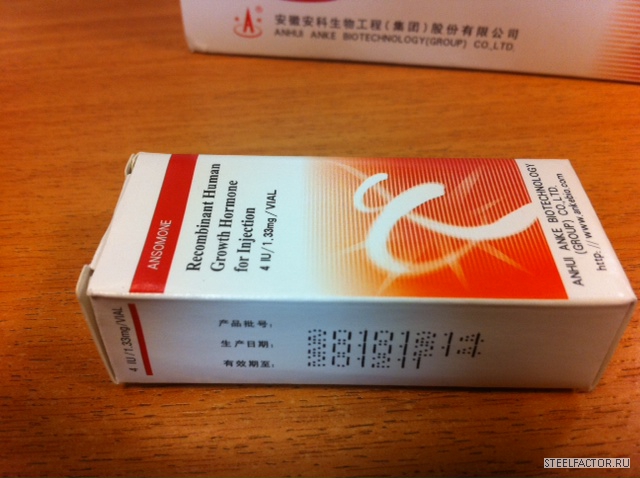 安徽安科生物工程(集团)股份有限公司
ANHUI ANKE BIOTECHNOLOGY(GROUP) CO.,LTD.
ANSOMONE
Recombinant Human
Growth Hormone
for Injection
4 IU/1.33mg/VIAL
ANHUI ANKE BIOTECHNOLOGY
(GROUP) CO.,LTD.
http://www.ankebio.com
4 IU/1.33mg/VIAL
产品批号:
生产日期:
有效期至:
STEELFACTOR.RU